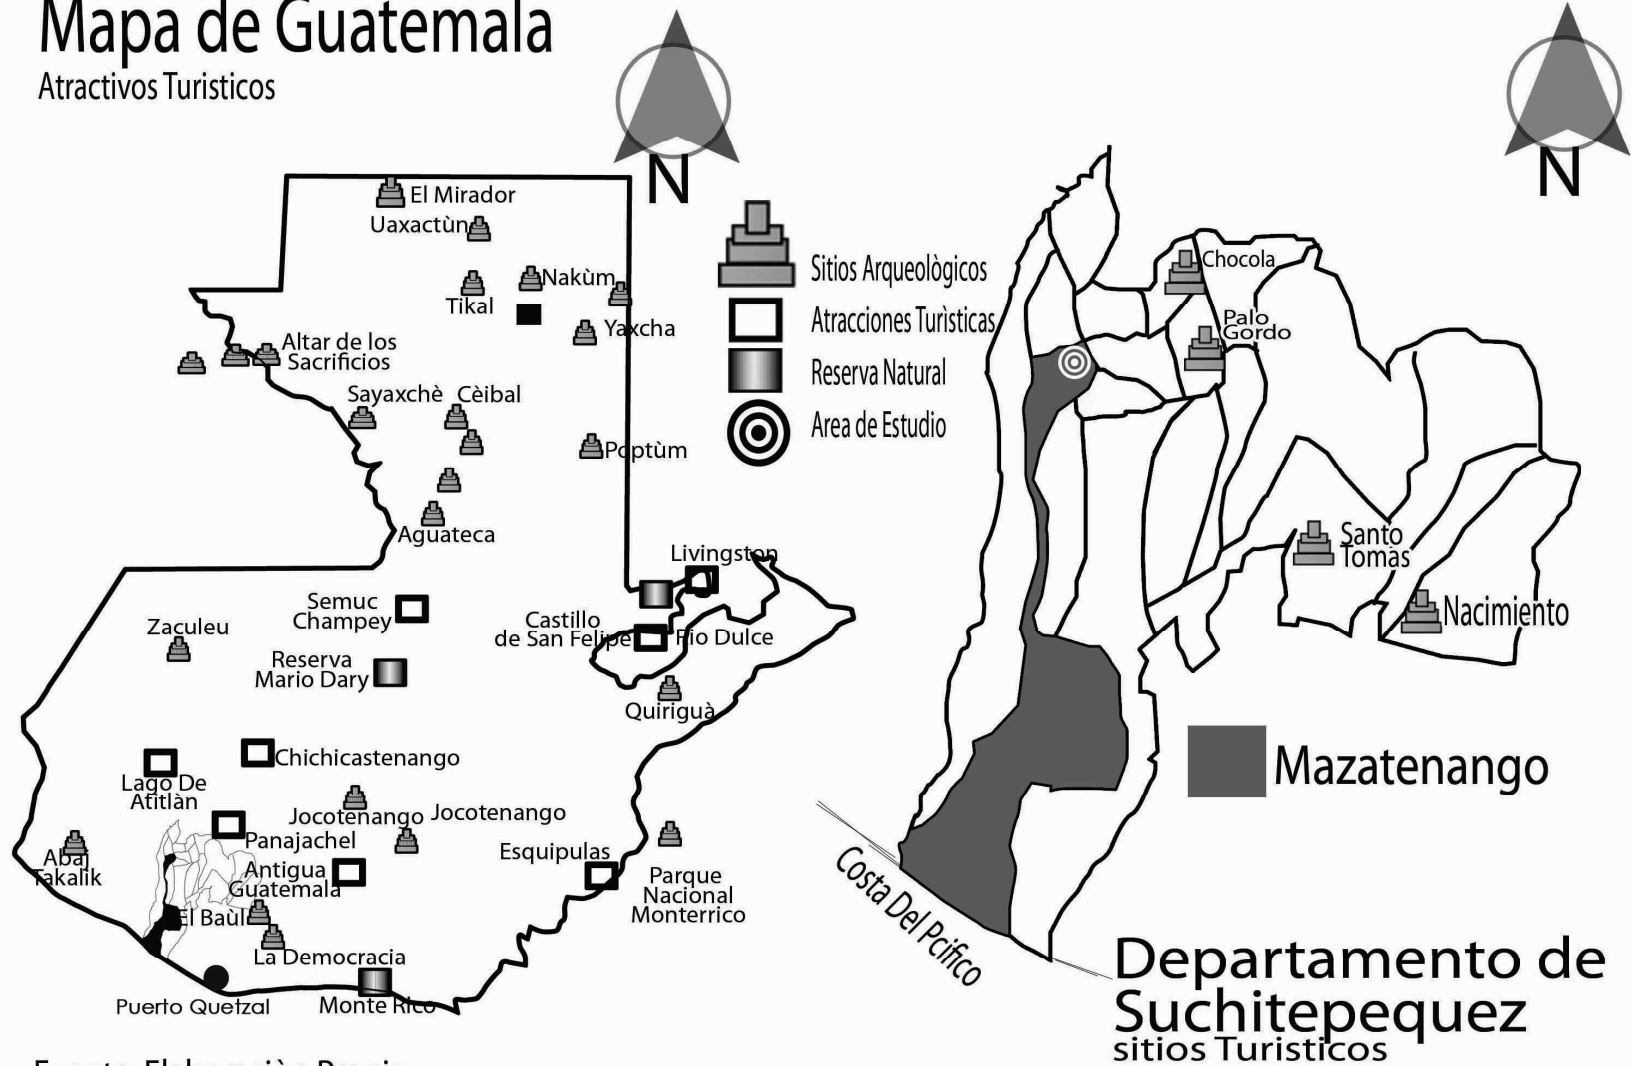 Mapa de Guatemala
Atractivos Turisticos
N
N
El Mirador
Uaxactùn
Nakùm
Tikal
Yaxcha
Altar de los
Sacrificios
Sayaxchè
Cèibal
Poptùm
Aguateca
Livingston
Semuc
Champey
Castillo
de San Felipe
Rio Dulce
Zaculeu
Reserva
Mario Dary
Quiriguà
Chichicastenango
Lago De
Atitlàn
Jocotenango
Jocotenango
Panajachel
Abaj
Takalik
Antigua
Guatemala
Esquipulas
Parque
Nacional
Monterrico
El Baùl
La Democracia
Puerto Quetzal
Monte Rico
Sitios Arqueològicos
Atracciones Turìsticas
Reserva Natural
Area de Estudio
Chocola
Palo
Gordo
Santo
Tomas
Nacimiento
Mazatenango
Costa Del Pcifico
Departamento de
Suchitepequez
sitios Turisticos